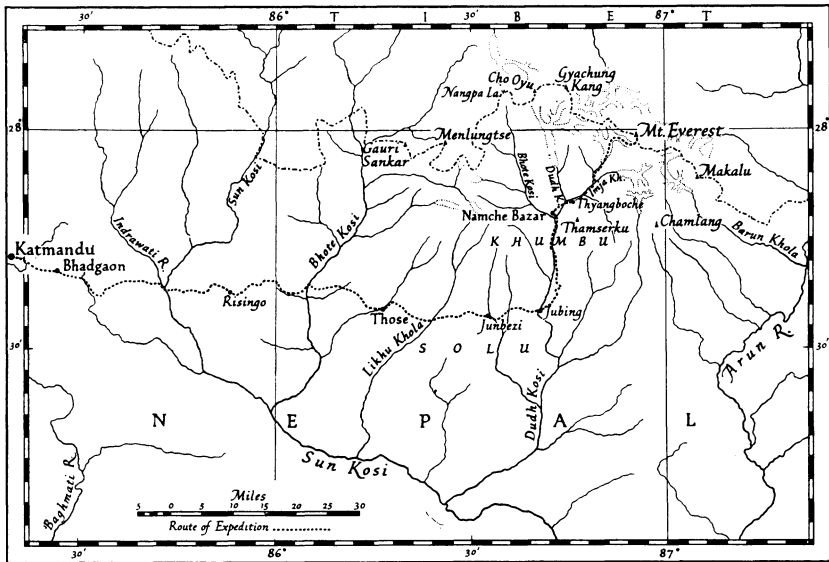 30' 86° T I 30' B E 87° T
Cho Oyu
Gyachung
Kang
Nangpa La
28° 28°
Mt. Everest
Menlungtse
Gauri
Sankar
Makalu
Bhote Kosi
Dudh K.
Imja Kh.
Sun Kosi
Thyangboche
Namche Bazar
Thamserku
Chamlang
Barun Khola
Indrawati R.
Bhote Kosi
K H U M B U
Katmandu
Bhadgaon
Risingo
Those
Junbezi
Jubing
30' 30'
Likhu Khola
S O L U
Arun R.
Dudh Kosi
N E P A L
Sun Kosi
Baghmati R.
Miles
5 0 5 10 15 20 25 30
Route of Expedition
30' 86° 30' 87°